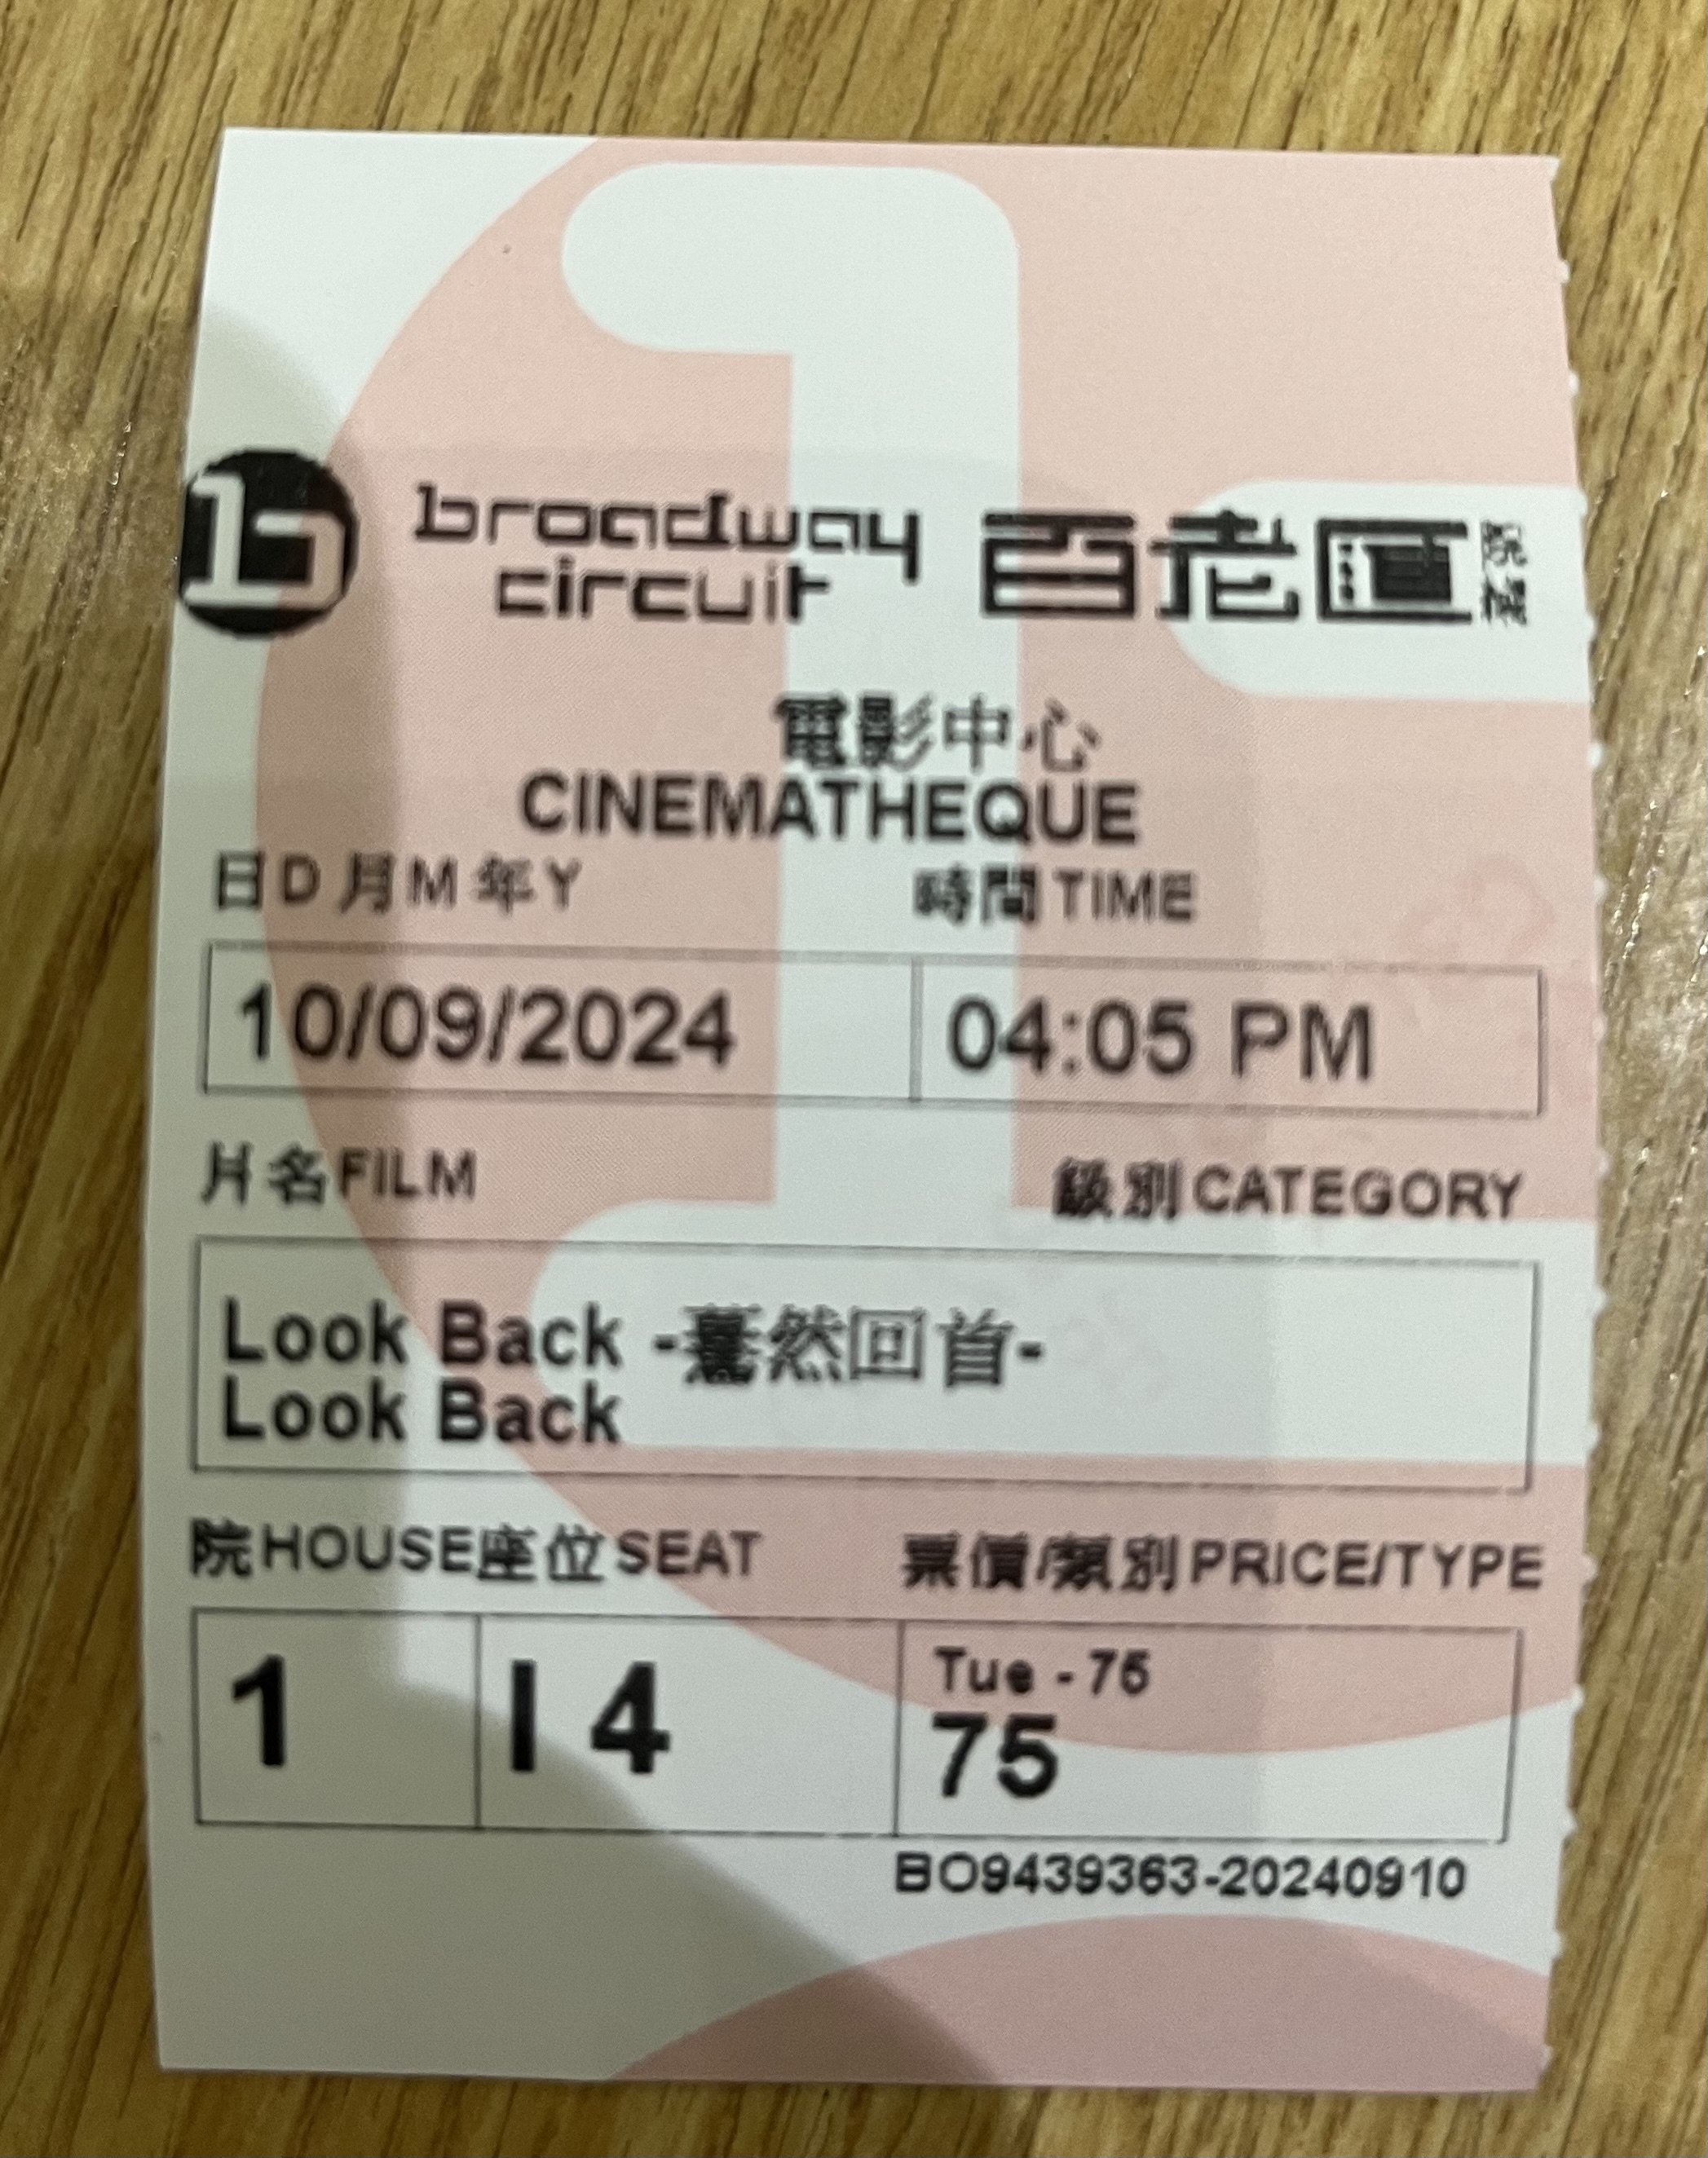 broadway 百老匯 院線
circuit
電影中心
CINEMATHEQUE
日D 月M 年Y 時間TIME
10/09/2024 04:05 PM
片名FILM 級別CATEGORY
Look Back -驀然回首-
Look Back
院HOUSE座位SEAT 票價/類別PRICE/TYPE
1 I 4 Tue - 75
75
BO9439363-20240910